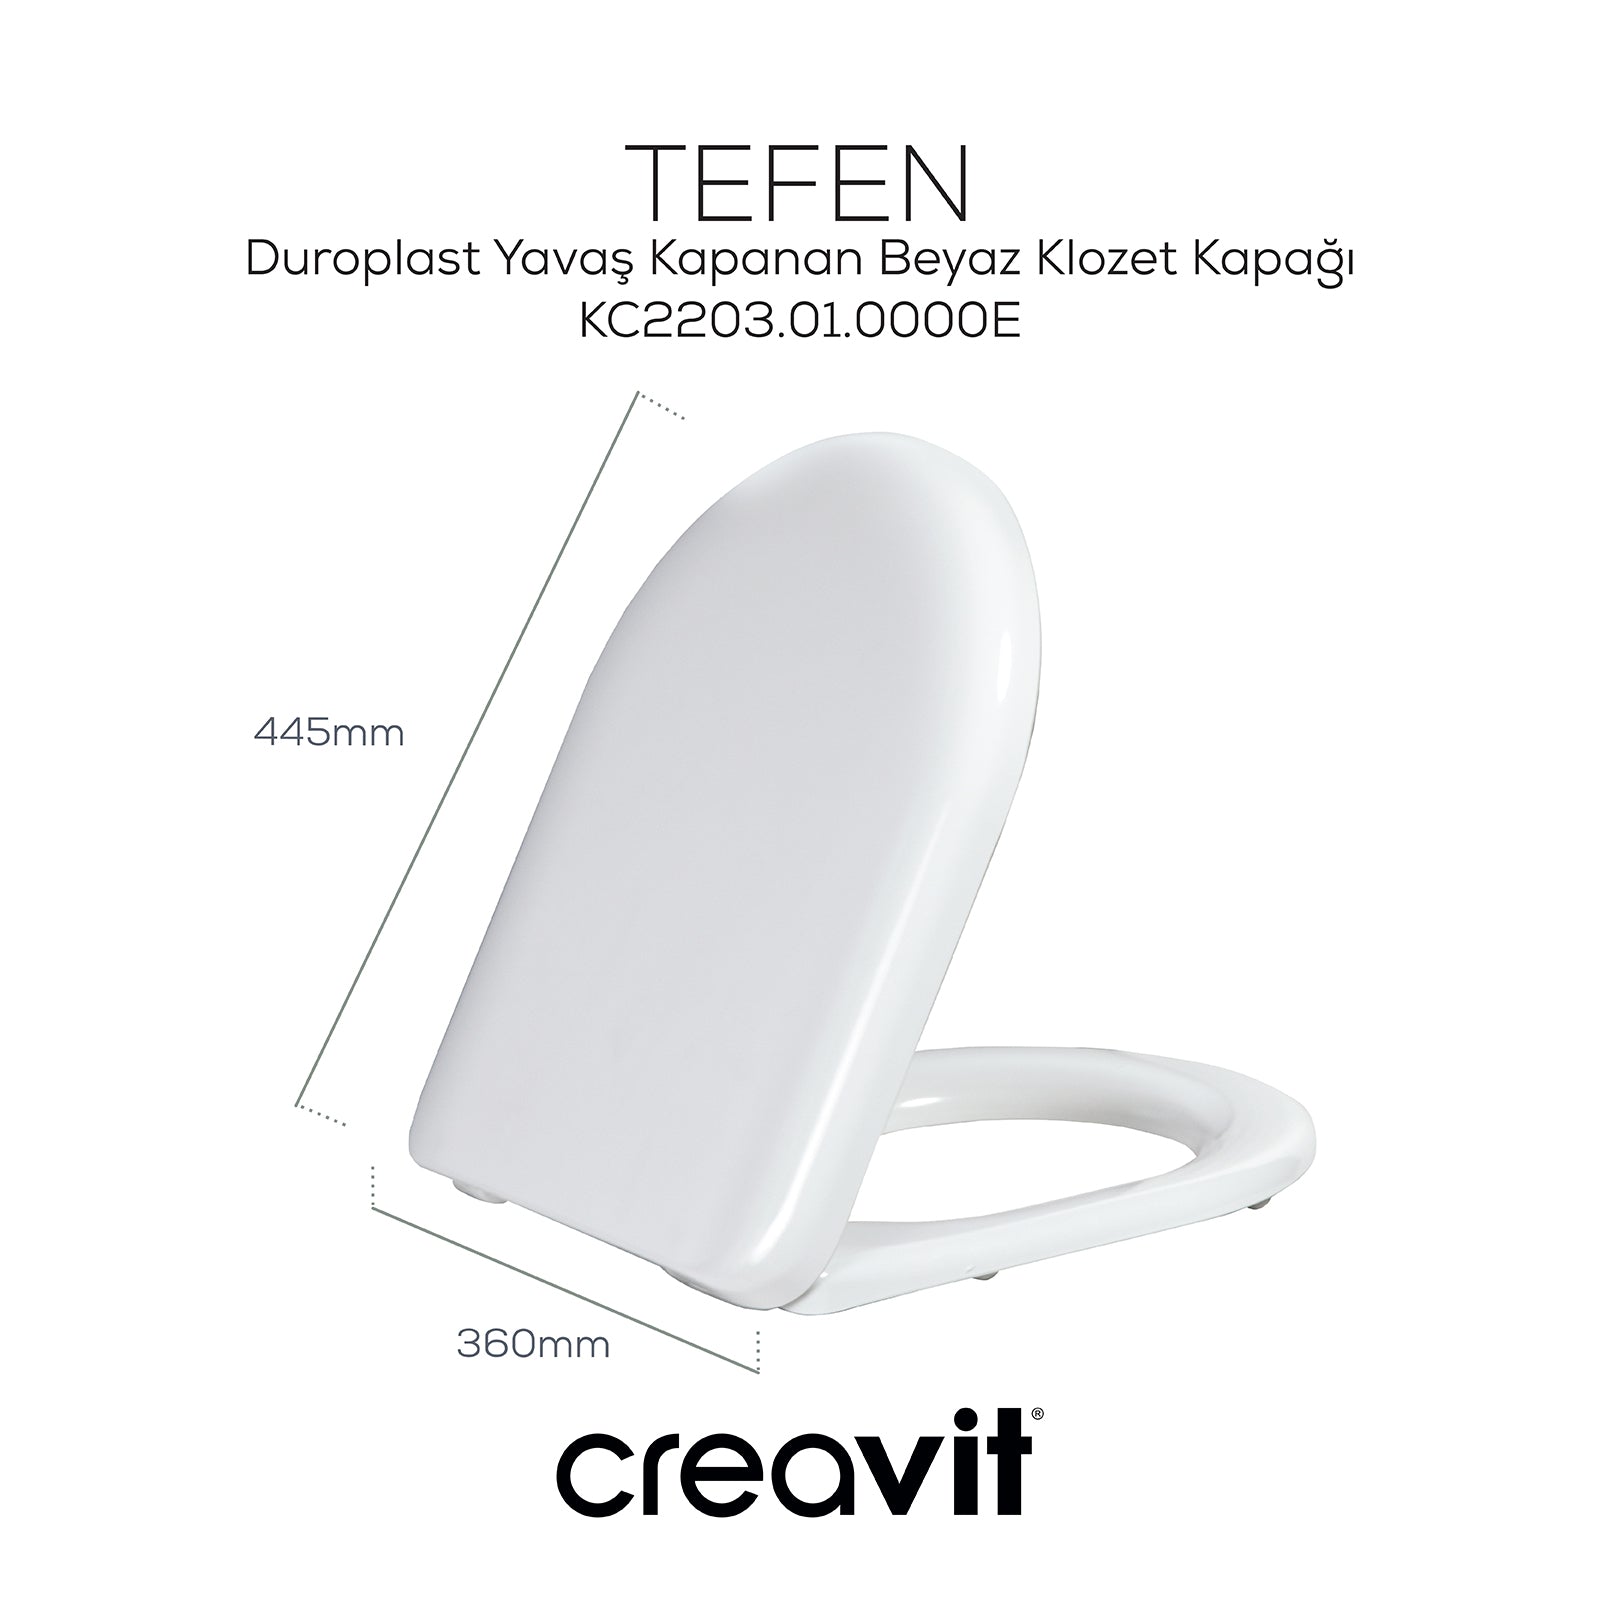 TEFEN
Duroplast Yavaş Kapanan Beyaz Klozet Kapağı
KC2203.01.0000E
445mm
360mm
creavit®